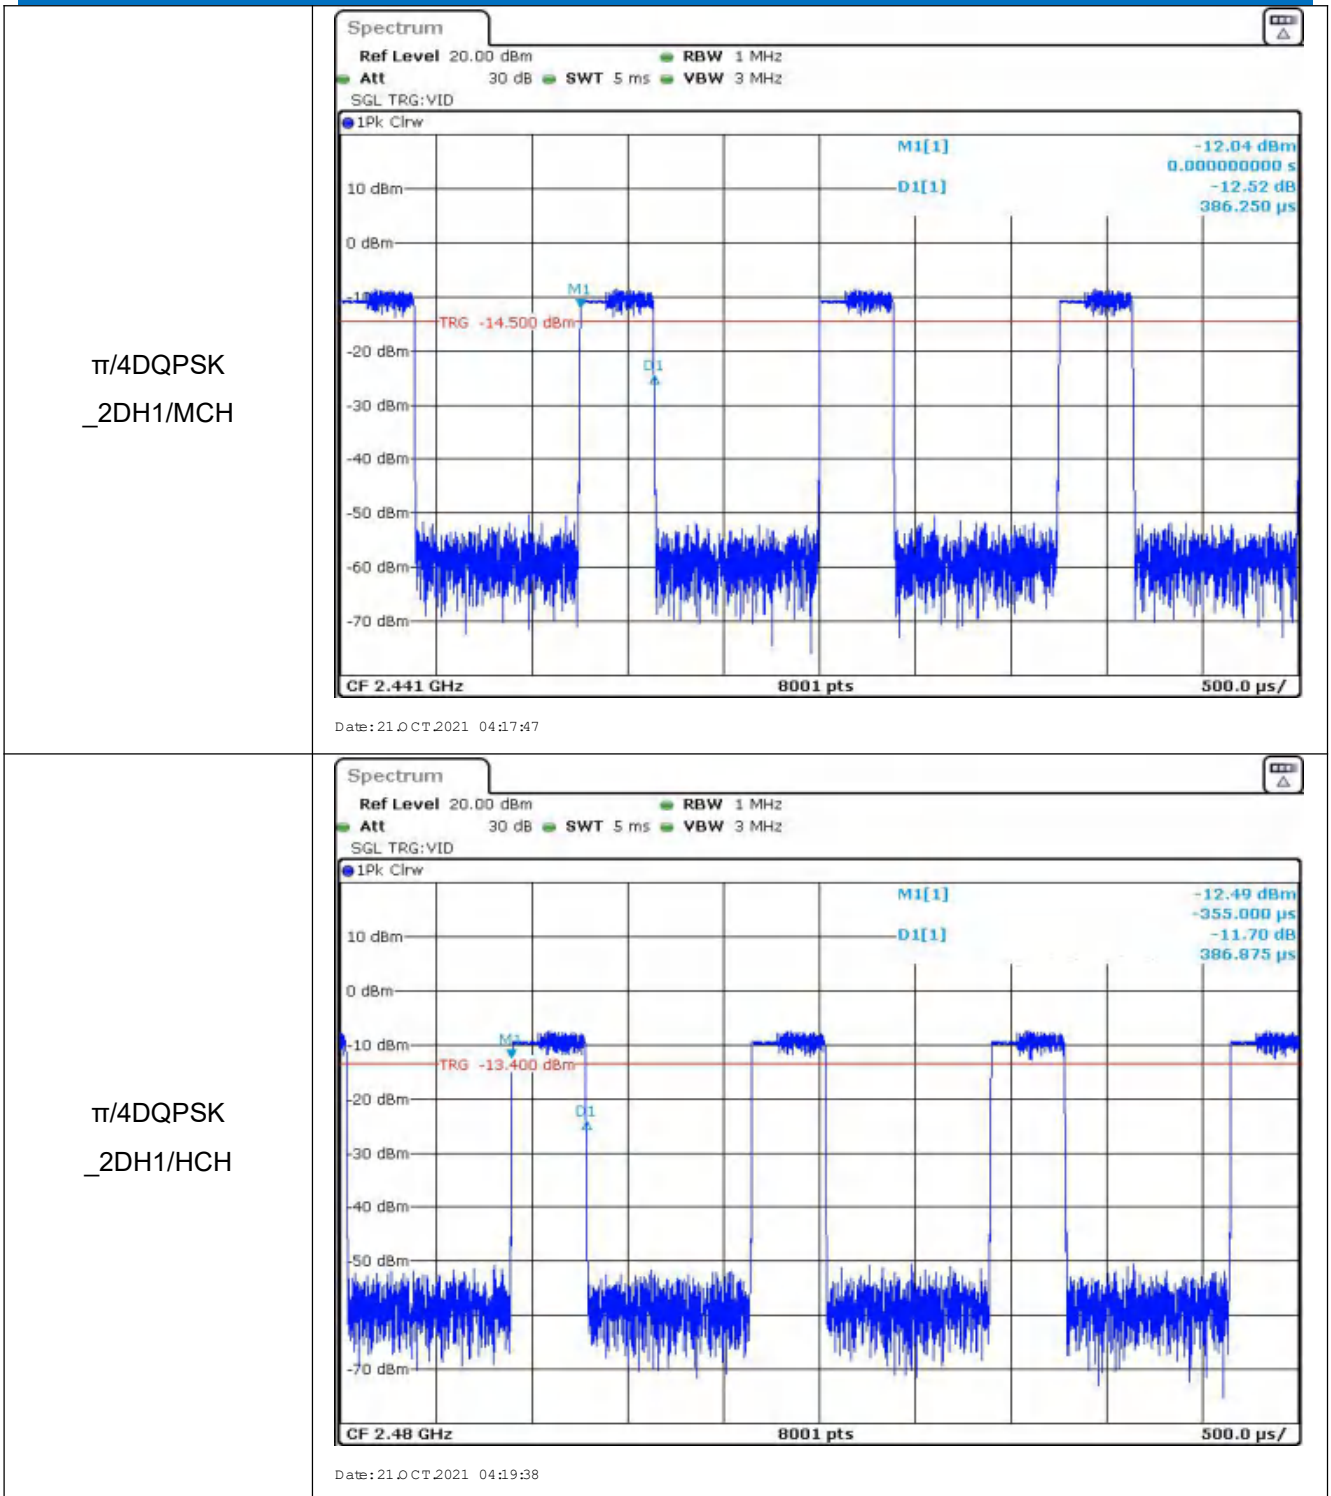 π/4DQPSK
_2DH1/MCH
Spectrum
Ref Level 20.00 dBm RBW 1 MHz
Att 30 dB SWT 5 ms VBW 3 MHz
SGL TRG:VID
1Pk Clrw
M1[1] -12.04 dBm
0.000000000 s
10 dBm D1[1] -12.52 dB
386.250 µs
0 dBm
M1
TRG -14.500 dBm
-20 dBm
D1
-30 dBm
-40 dBm
-50 dBm
-60 dBm
-70 dBm
CF 2.441 GHz 8001 pts 500.0 µs/
Date: 21.OCT.2021 04:17:47
π/4DQPSK
_2DH1/HCH
Spectrum
Ref Level 20.00 dBm RBW 1 MHz
Att 30 dB SWT 5 ms VBW 3 MHz
SGL TRG:VID
1Pk Clrw
M1[1] -12.49 dBm
-355.000 µs
10 dBm D1[1] -11.70 dB
386.875 µs
0 dBm
M1
-10 dBm
TRG -13.400 dBm
-20 dBm
D1
-30 dBm
-40 dBm
-50 dBm
-70 dBm
CF 2.48 GHz 8001 pts 500.0 µs/
Date: 21.OCT.2021 04:19:38